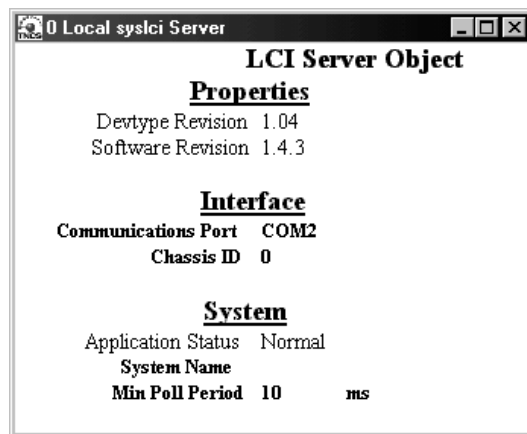 0 Local syslci Server
LCI Server Object
Properties
Devtype Revision 1.04
Software Revision 1.4.3
Interface
Communications Port COM2
Chassis ID 0
System
Application Status Normal
System Name
Min Poll Period 10 ms